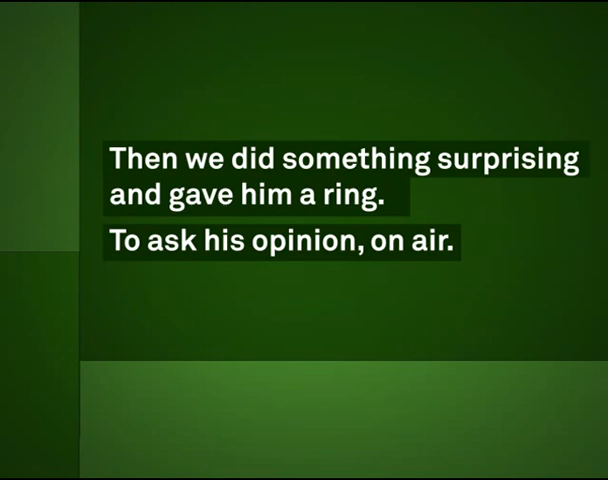 Then we did something surprising
and gave him a ring.
To ask his opinion, on air.